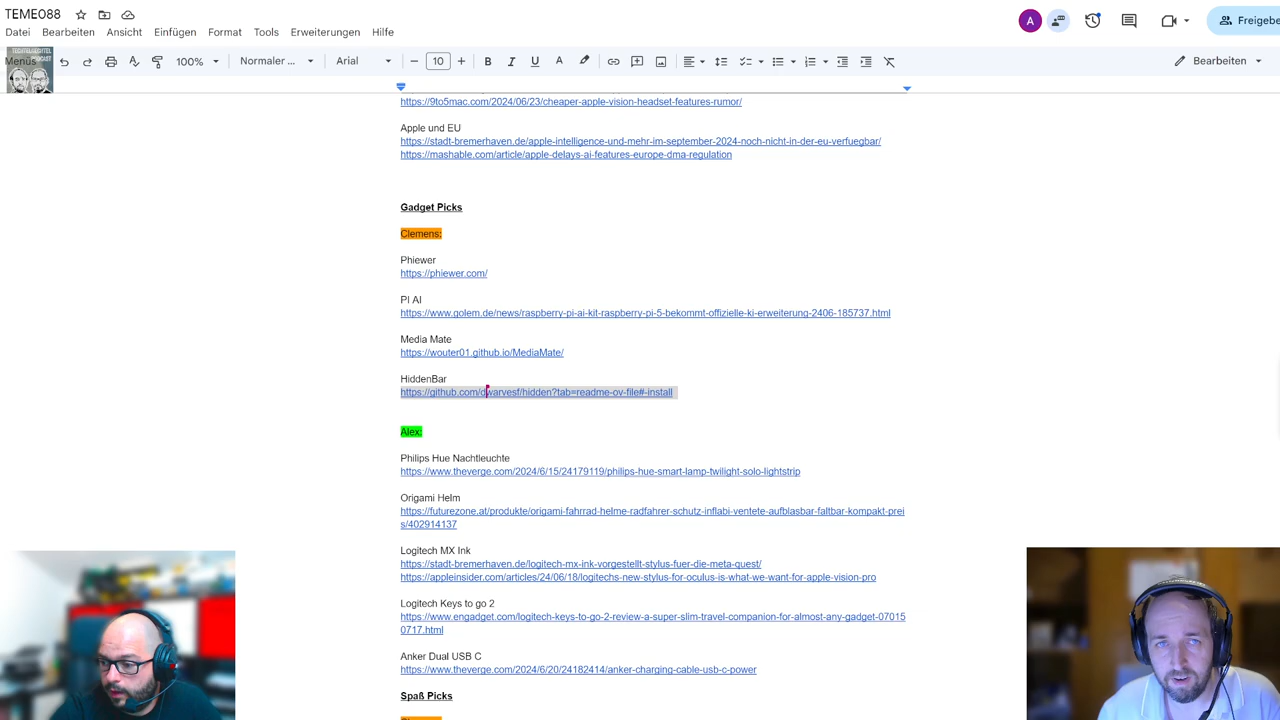 TEME088
Datei Bearbeiten Ansicht Einfügen Format Tools Erweiterungen Hilfe
Freigebe
Menüs
100% Normaler ... Arial 10 Bearbeiten
https://9to5mac.com/2024/06/23/cheaper-apple-vision-headset-features-rumor/
Apple und EU
https://stadt-bremerhaven.de/apple-intelligence-und-mehr-im-september-2024-noch-nicht-in-der-eu-verfuegbar/
https://mashable.com/article/apple-delays-ai-features-europe-dma-regulation
Gadget Picks
Clemens:
Phiewer
https://phiewer.com/
PI AI
https://www.golem.de/news/raspberry-pi-ai-kit-raspberry-pi-5-bekommt-offizielle-ki-erweiterung-2406-185737.html
Media Mate
https://wouter01.github.io/MediaMate/
HiddenBar
https://github.com/dwarvesf/hidden?tab=readme-ov-file#-install
Alex:
Philips Hue Nachtleuchte
https://www.theverge.com/2024/6/15/24179119/philips-hue-smart-lamp-twilight-solo-lightstrip
Origami Helm
https://futurezone.at/produkte/origami-fahrrad-helme-radfahrer-schutz-inflabi-ventete-aufblasbar-faltbar-kompakt-prei
s/402914137
Logitech MX Ink
https://stadt-bremerhaven.de/logitech-mx-ink-vorgestellt-stylus-fuer-die-meta-quest/
https://appleinsider.com/articles/24/06/18/logitechs-new-stylus-for-oculus-is-what-we-want-for-apple-vision-pro
Logitech Keys to go 2
https://www.engadget.com/logitech-keys-to-go-2-review-a-super-slim-travel-companion-for-almost-any-gadget-07015
0717.html
Anker Dual USB C
https://www.theverge.com/2024/6/20/24182414/anker-charging-cable-usb-c-power
Spaß Picks